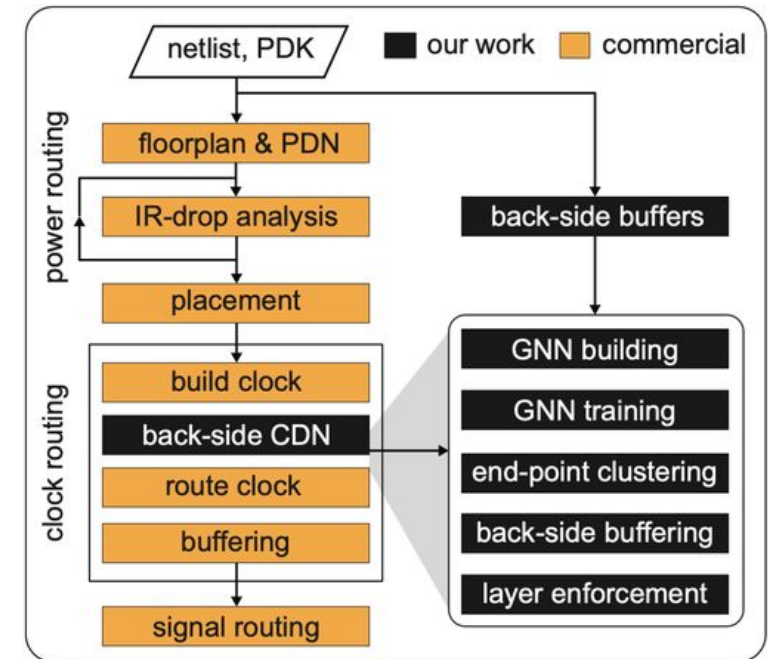 netlist, PDK
our work
commercial
power routing
floorplan & PDN
IR-drop analysis
placement
back-side buffers
clock routing
build clock
back-side CDN
route clock
buffering
signal routing
GNN building
GNN training
end-point clustering
back-side buffering
layer enforcement